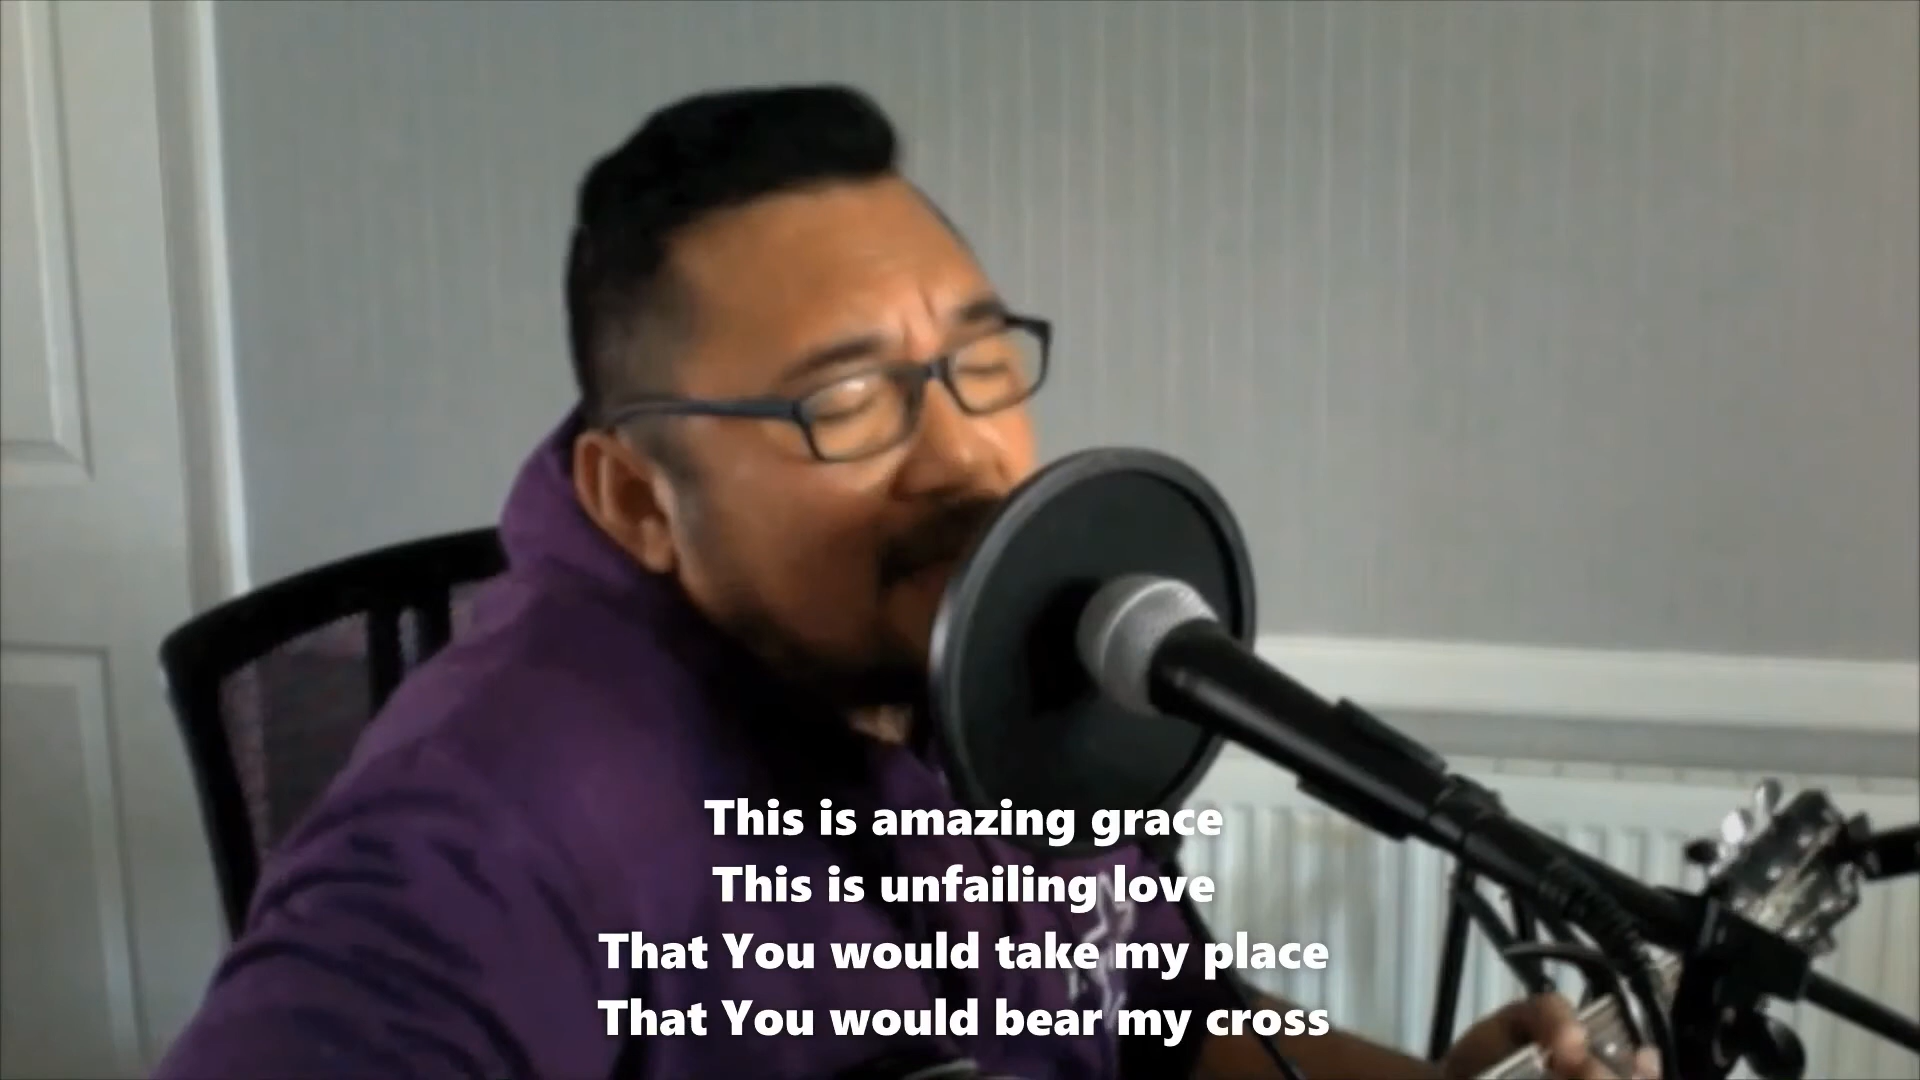 This is amazing grace
This is unfailing love
That You would take my place
That You would bear my cross